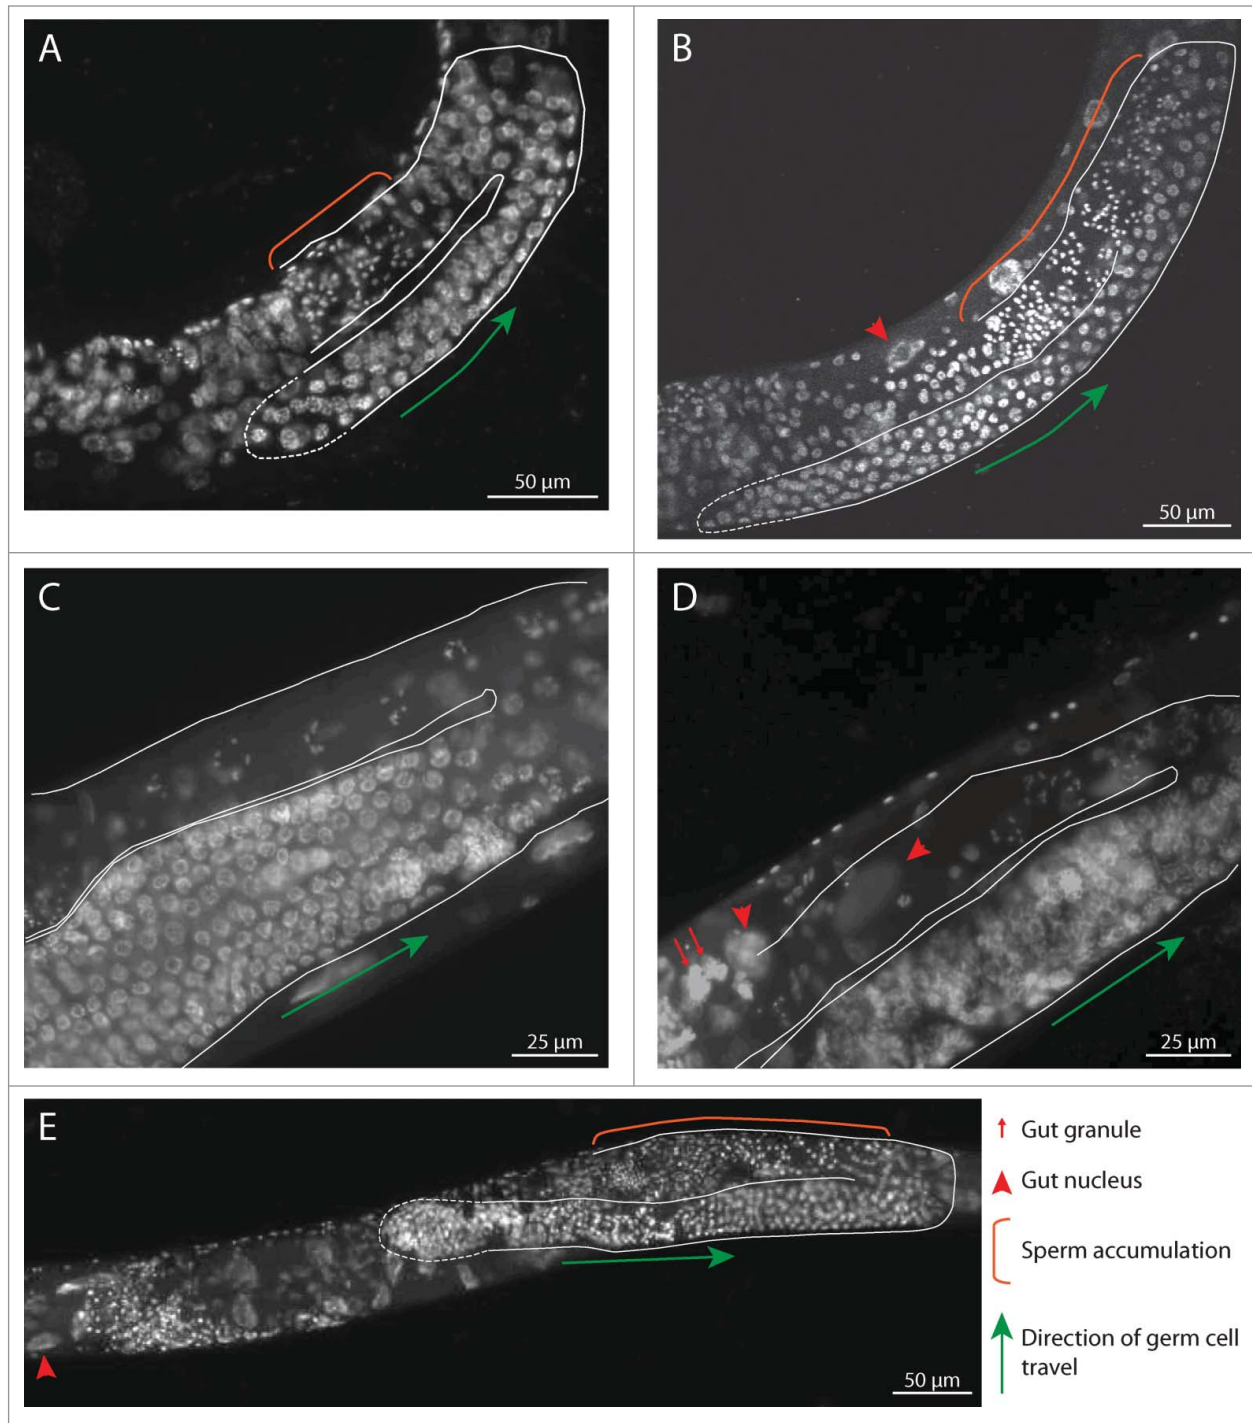 A
50 μm
B
50 μm
C
25 μm
D
25 μm
E
50 μm
Gut granule
Gut nucleus
Sperm accumulation
Direction of germ cell
travel